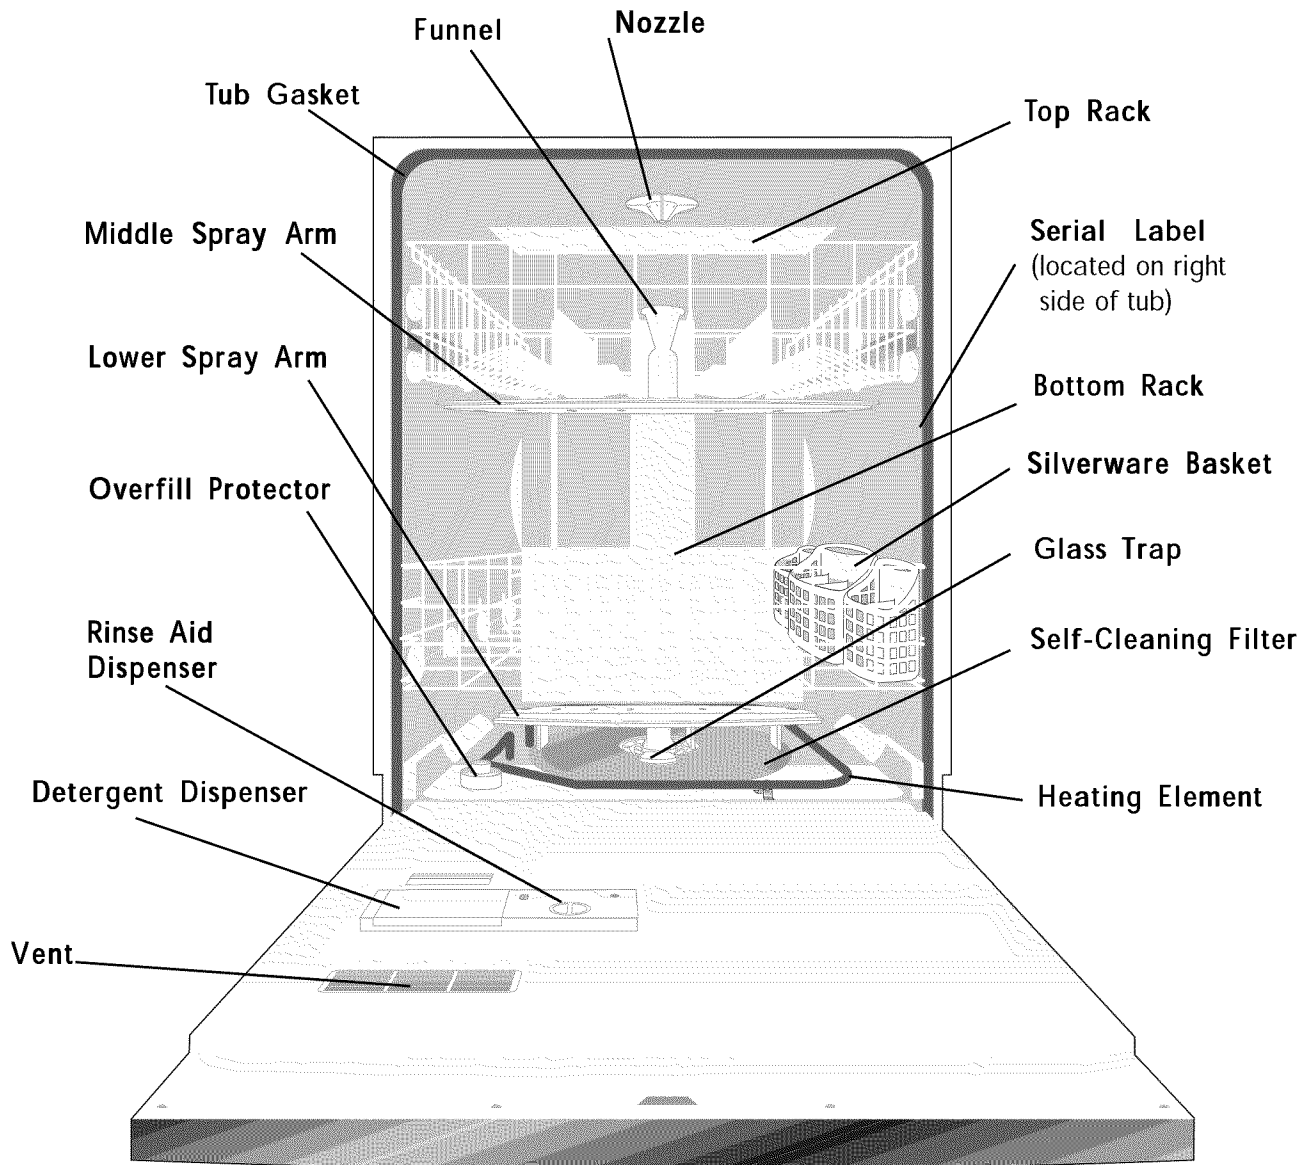 Funnel
Nozzle
Tub Gasket
Top Rack
Middle Spray Arm
Serial Label
(located on right
side of tub)
Lower Spray Arm
Bottom Rack
Silverware Basket
Overfill Protector
Glass Trap
Rinse Aid
Dispenser
Self-Cleaning Filter
Detergent Dispenser
Heating Element
Vent